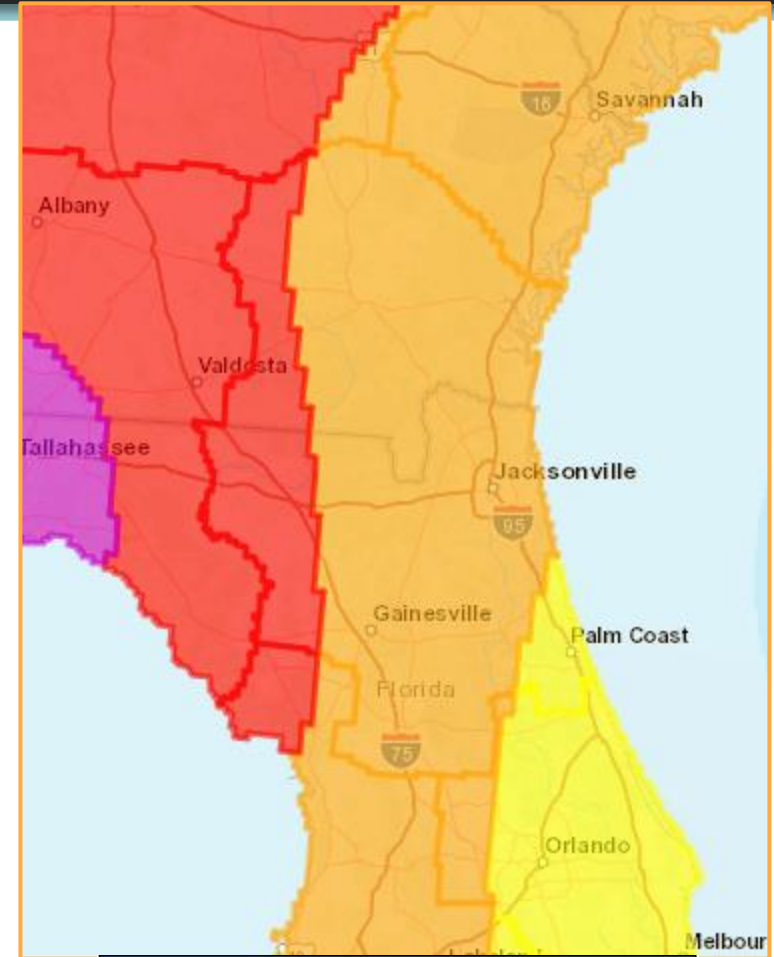 16
Savannah
Albany
Valdosta
Tallahassee
Jacksonville
95
Gainesville
Palm Coast
Florida
75
Orlando
Melbour